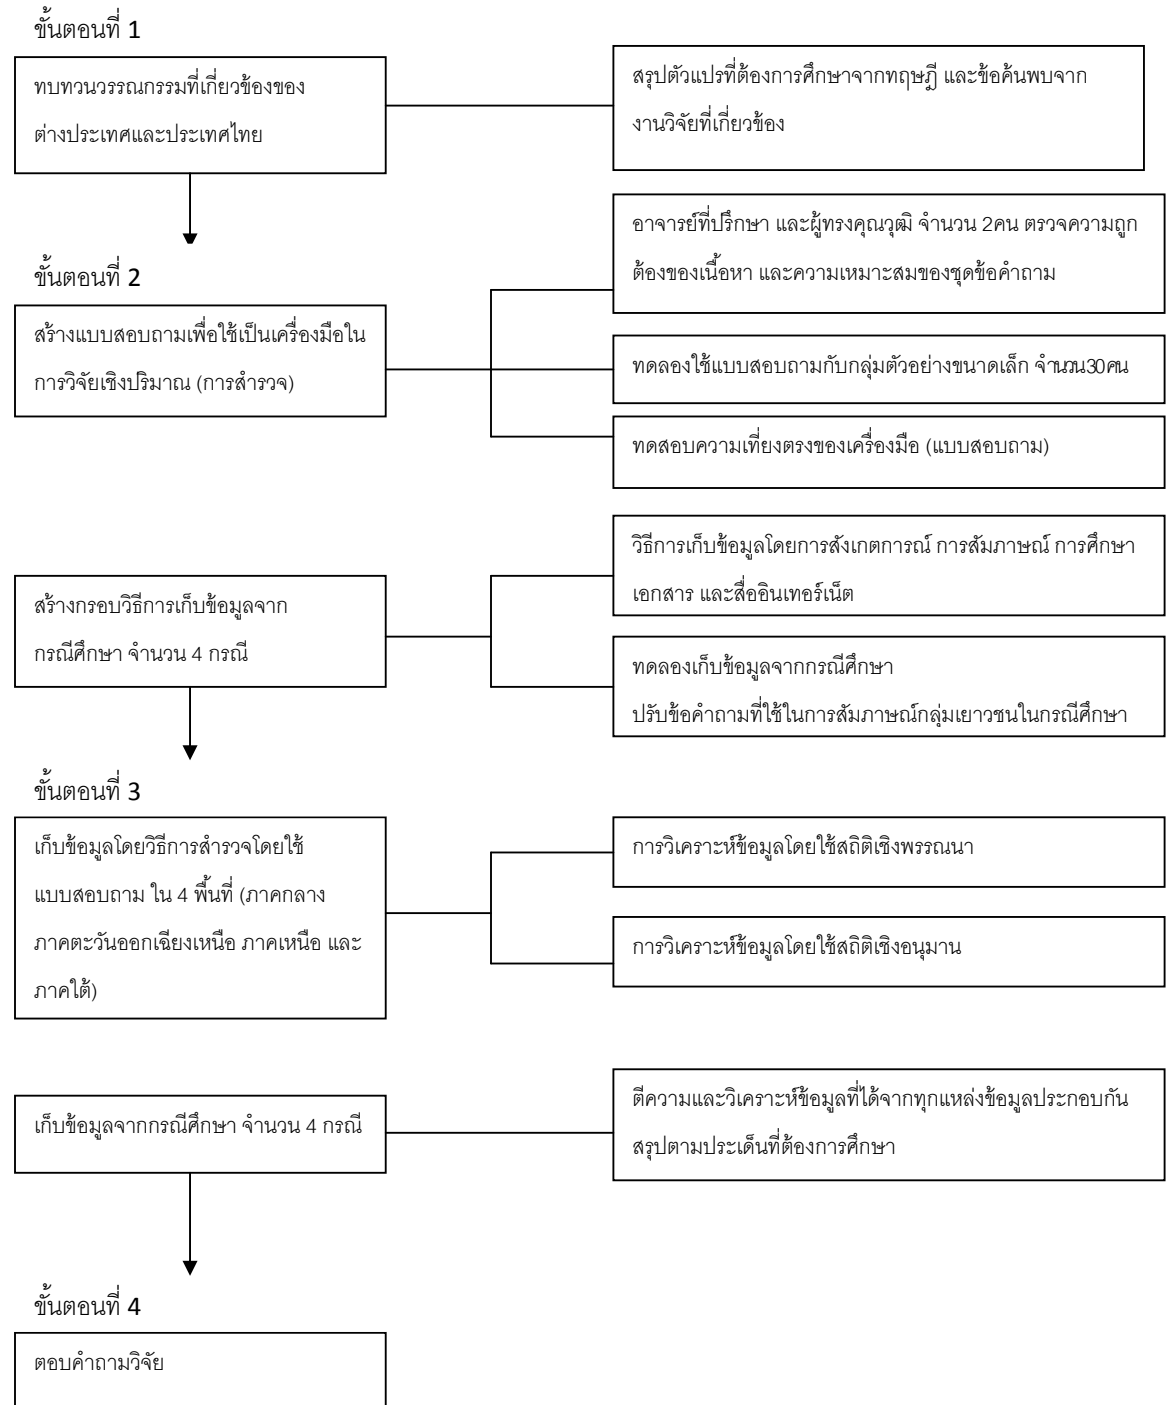 ขั้นตอนที่ 1
ทบทวนวรรณกรรมที่เกี่ยวข้องของ
ต่างประเทศและประเทศไทย
สรุปตัวแปรที่ต้องการศึกษาจากทฤษฎี และข้อค้นพบจาก
งานวิจัยที่เกี่ยวข้อง
ขั้นตอนที่ 2
สร้างแบบสอบถามเพื่อใช้เป็นเครื่องมือใน
การวิจัยเชิงปริมาณ (การสำรวจ)
อาจารย์ที่ปรึกษา และผู้ทรงคุณวุฒิ จำนวน 2คน ตรวจความถูก
ต้องของเนื้อหา และความเหมาะสมของชุดข้อคำถาม
ทดลองใช้แบบสอบถามกับกลุ่มตัวอย่างขนาดเล็ก จำนวน30คน
ทดสอบความเที่ยงตรงของเครื่องมือ (แบบสอบถาม)
สร้างกรอบวิธีการเก็บข้อมูลจาก
กรณีศึกษา จำนวน 4 กรณี
วิธีการเก็บข้อมูลโดยการสังเกตการณ์ การสัมภาษณ์ การศึกษา
เอกสาร และสื่ออินเทอร์เน็ต
ทดลองเก็บข้อมูลจากกรณีศึกษา
ปรับข้อคำถามที่ใช้ในการสัมภาษณ์กลุ่มเยาวชนในกรณีศึกษา
ขั้นตอนที่ 3
เก็บข้อมูลโดยวิธีการสำรวจโดยใช้
แบบสอบถาม ใน 4 พื้นที่ (ภาคกลาง
ภาคตะวันออกเฉียงเหนือ ภาคเหนือ และ
ภาคใต้)
การวิเคราะห์ข้อมูลโดยใช้สถิติเชิงพรรณนา
การวิเคราะห์ข้อมูลโดยใช้สถิติเชิงอนุมาน
เก็บข้อมูลจากกรณีศึกษา จำนวน 4 กรณี
ตีความและวิเคราะห์ข้อมูลที่ได้จากทุกแหล่งข้อมูลประกอบกัน
สรุปตามประเด็นที่ต้องการศึกษา
ขั้นตอนที่ 4
ตอบคำถามวิจัย